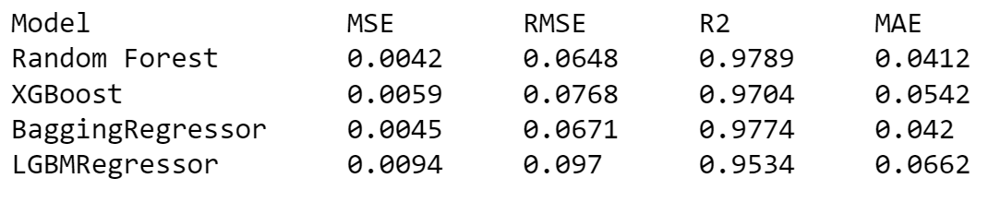 Model MSE RMSE R2 MAE
Random Forest 0.0042 0.0648 0.9789 0.0412
XGBoost 0.0059 0.0768 0.9704 0.0542
BaggingRegressor 0.0045 0.0671 0.9774 0.042
LGBMRegressor 0.0094 0.097 0.9534 0.0662